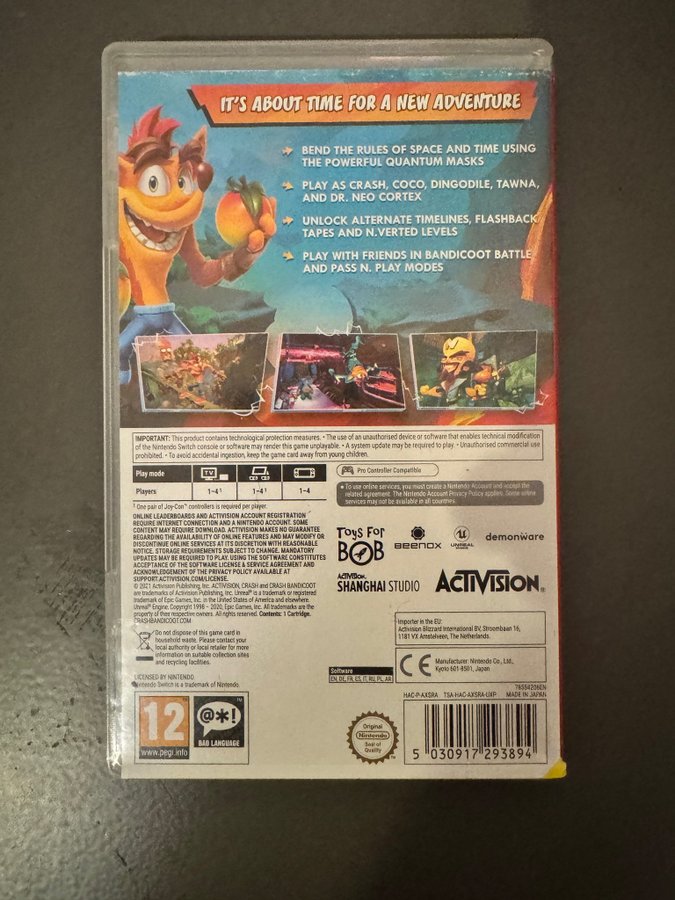 IT'S ABOUT TIME FOR A NEW ADVENTURE
BEND THE RULES OF SPACE AND TIME USING
THE POWERFUL QUANTUM MASKS
PLAY AS CRASH, COCO, DINGODILE, TAWNA,
AND DR. NEO CORTEX
UNLOCK ALTERNATE TIMELINES, FLASHBACK
TAPES AND N.VERTED LEVELS
PLAY WITH FRIENDS IN BANDICOOT BATTLE
AND PASS N. PLAY MODES
IMPORTANT: This product contains technological protection measures. • The use of an unauthorised device or software that enables technical modification
of the Nintendo Switch console or software may render this game unplayable. • A system update may be required to play. • Unauthorised commercial use
prohibited. • To avoid accidental ingestion, keep the game card away from young children.
Play mode
TV
Players
1-4¹
1-4¹
1-4
Pro Controller Compatible
¹ One pair of Joy-Con™ controllers is required per player.
• To use online services, you must create a Nintendo Account and accept the
related agreement. The Nintendo Account Privacy Policy applies. Some online
services may not be available in all countries.
ONLINE LEADERBOARDS AND ACTIVISION ACCOUNT REGISTRATION
REQUIRE INTERNET CONNECTION AND A NINTENDO ACCOUNT. SOME
CONTENT MAY REQUIRE DOWNLOAD. ACTIVISION MAKES NO GUARANTEE
REGARDING THE AVAILABILITY OF ONLINE FEATURES AND MAY MODIFY OR
DISCONTINUE ONLINE SERVICES AT ITS DISCRETION WITH REASONABLE
NOTICE. STORAGE REQUIREMENTS SUBJECT TO CHANGE. MANDATORY
UPDATES MAY BE REQUIRED TO PLAY. USING THE SOFTWARE CONSTITUTES
ACCEPTANCE OF THE SOFTWARE LICENSE & SERVICE AGREEMENT AND
ACKNOWLEDGEMENT OF THE PRIVACY POLICY AVAILABLE AT
SUPPORT.ACTIVISION.COM/LICENSE.
© 2021 Activision Publishing, Inc. ACTIVISION, CRASH and CRASH BANDICOOT
are trademarks of Activision Publishing, Inc. Unreal® is a trademark or registered
trademark of Epic Games, Inc. in the United States of America and elsewhere.
Unreal® Engine. Copyright 1998 – 2020, Epic Games, Inc. All trademarks are the
property of their respective owners. All rights reserved. Contents: 1 Cartridge.
CRASHBANDICOOT.COM
Toys For
BOB
BEENOX
UNREAL
demonware
ACTIVISION
SHANGHAI STUDIO
ACTIVISION
Do not dispose of this game card in
household waste. Please contact your
local authority or local retailer for more
information on suitable collection sites
and recycling facilities.
Importer in the EU:
Activision Blizzard International BV, Stroombaan 16,
1181 VX Amstelveen, The Netherlands.
CE
Manufacturer: Nintendo Co., Ltd.,
Kyoto 601-8501, Japan
Software
EN, DE, FR, ES, IT, RU, PL, AR
LICENSED BY NINTENDO
Nintendo Switch is a trademark of Nintendo.
76554206EN
HAC-P-AXSRA TSA-HAC-AXSRA-UXP MADE IN JAPAN
12
www.pegi.info
@*!
BAD LANGUAGE
Original
Nintendo
Seal of
Quality
5 030917 293894